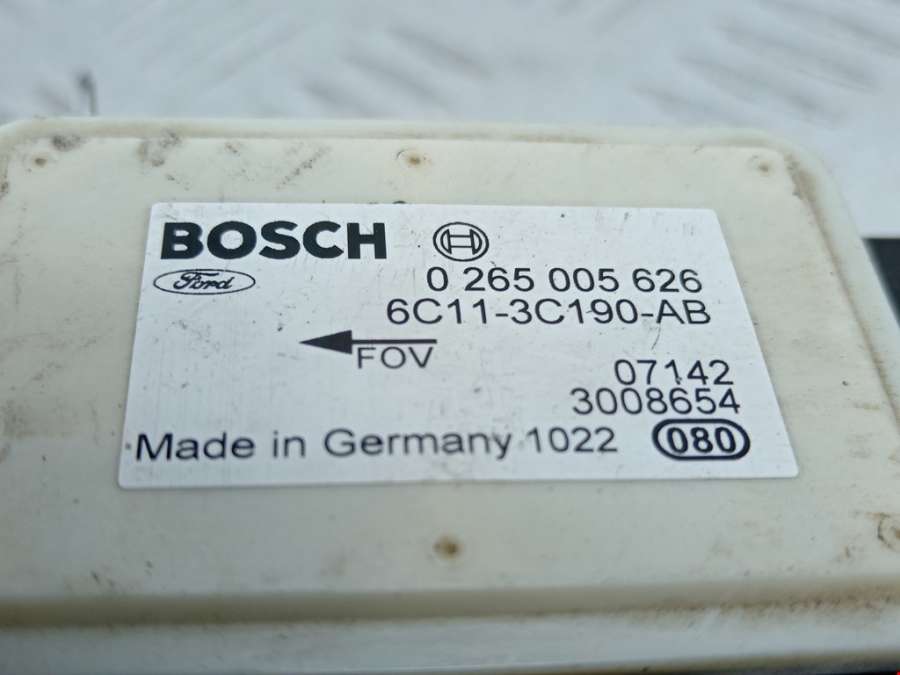 BOSCH
Ford
0 265 005 626
6C11-3C190-AB
FOV
07142
3008654
Made in Germany 1022 080